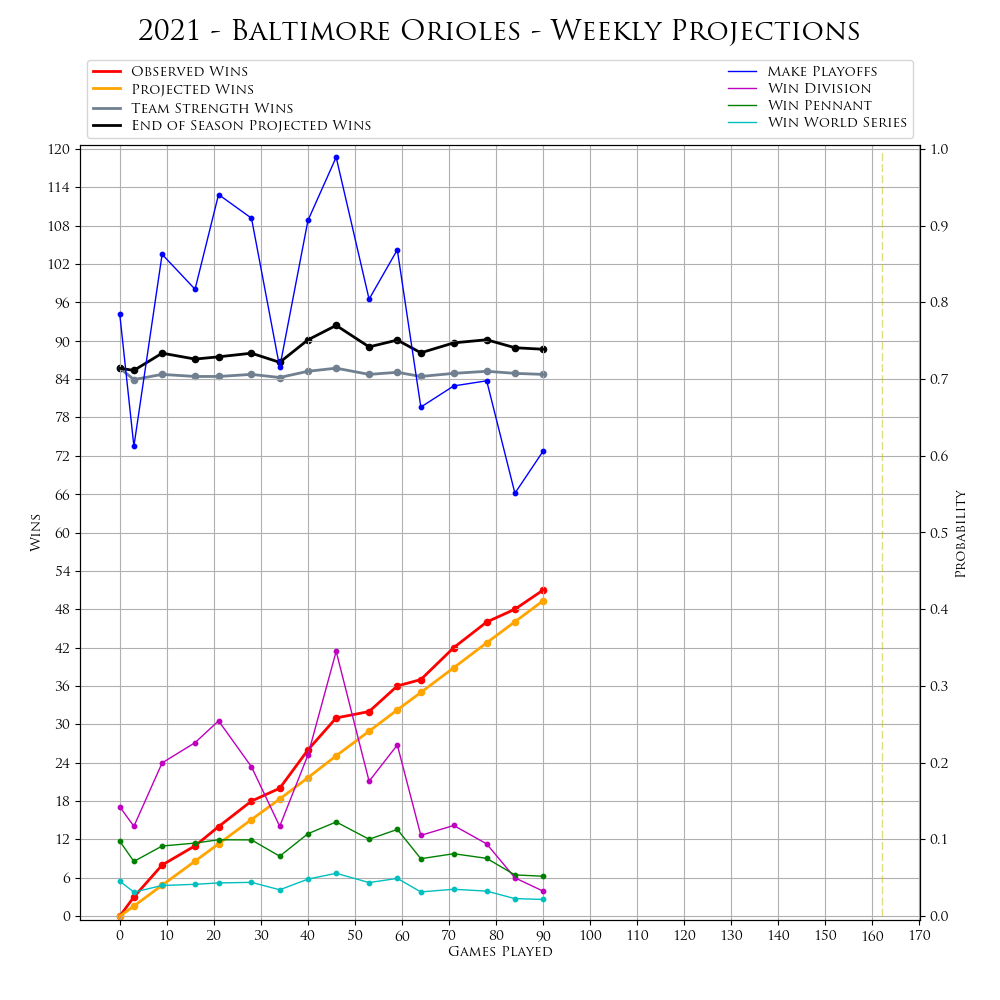 2021 - Baltimore Orioles - Weekly Projections
Observed Wins
Projected Wins
Team Strength Wins
End of Season Projected Wins
Make Playoffs
Win Division
Win Pennant
Win World Series
120
114
108
102
96
90
84
78
72
66
60
54
48
42
36
30
24
18
12
6
0
Wins
1.0
0.9
0.8
0.7
0.6
0.5
0.4
0.3
0.2
0.1
0.0
Probability
0 10 20 30 40 50 60 70 80 90 100 110 120 130 140 150 160 170
Games Played